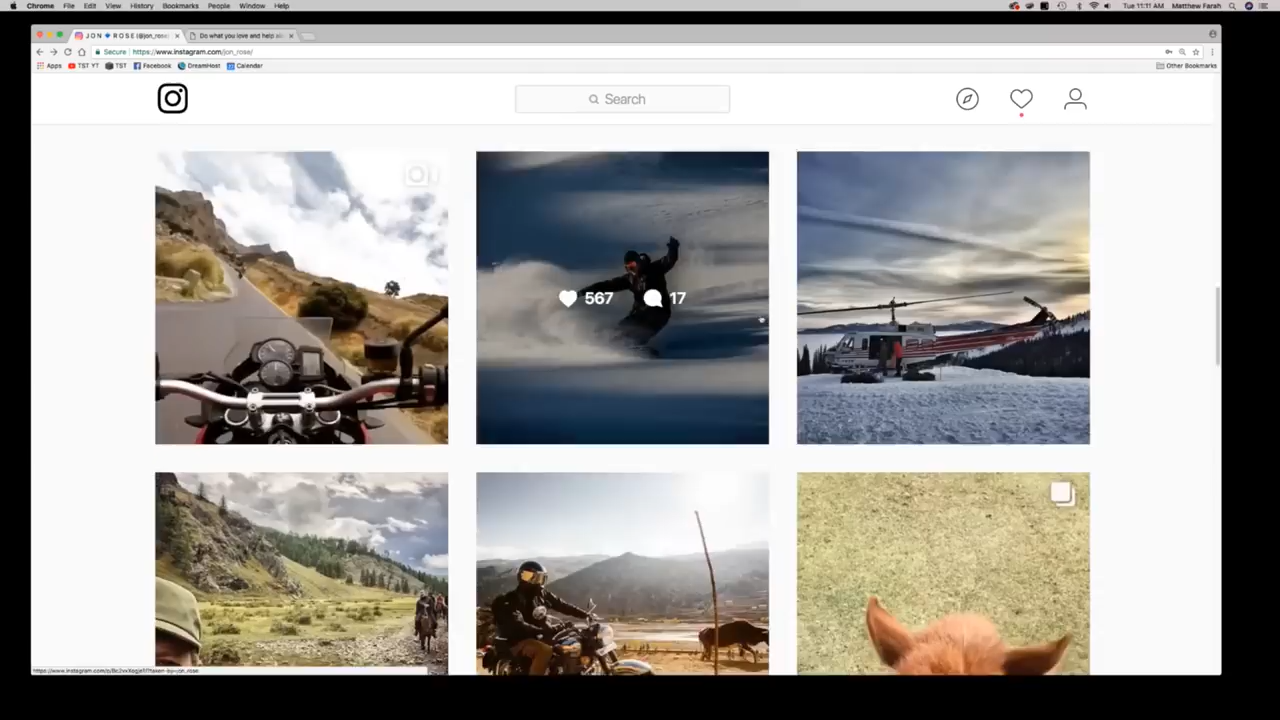 Chrome File Edit View History Bookmarks People Window Help Tue 11:11 AM Matthew Farah
J O N R O S E (@jon_rose) Do what you love and help al
Secure https://www.instagram.com/jon_rose/
Apps TST YT TST Facebook DreamHost Calendar Other Bookmarks
Search
567 17